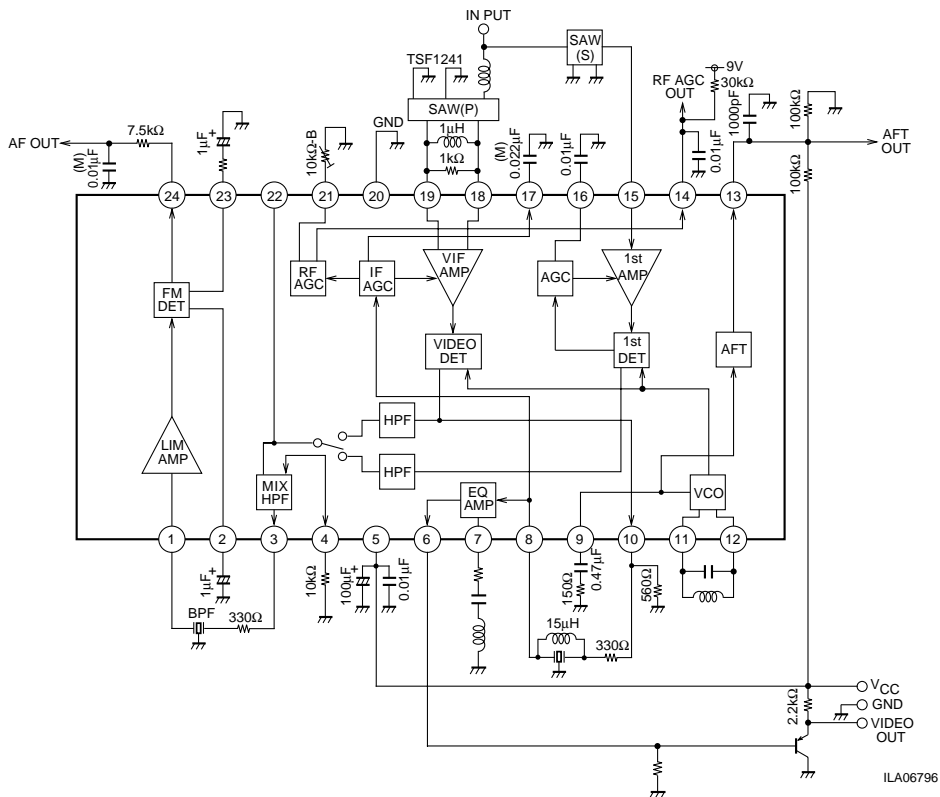 IN PUT
TSF1241
SAW
(S)
9V
30kΩ
RF AGC
OUT
1000pF
100kΩ
SAW(P)
GND
AF OUT
7.5kΩ
1μF
+
10kΩ-B
1μH
1kΩ
(M)
0.022μF
0.01μF
0.01μF
AFT
OUT
(M)
0.01μF
100kΩ
24
23
22
21
20
19
18
17
16
15
14
13
RF
AGC
IF
AGC
VIF
AMP
AGC
1st
AMP
FM
DET
VIDEO
DET
1st
DET
AFT
LIM
AMP
HPF
HPF
MIX
HPF
EQ
AMP
VCO
1
2
3
4
5
6
7
8
9
10
11
12
1μF
+
10kΩ
100μF
+
0.01μF
150Ω
0.47μF
560Ω
BPF
330Ω
15μH
330Ω
VCC
2.2kΩ
GND
VIDEO
OUT
ILA06796